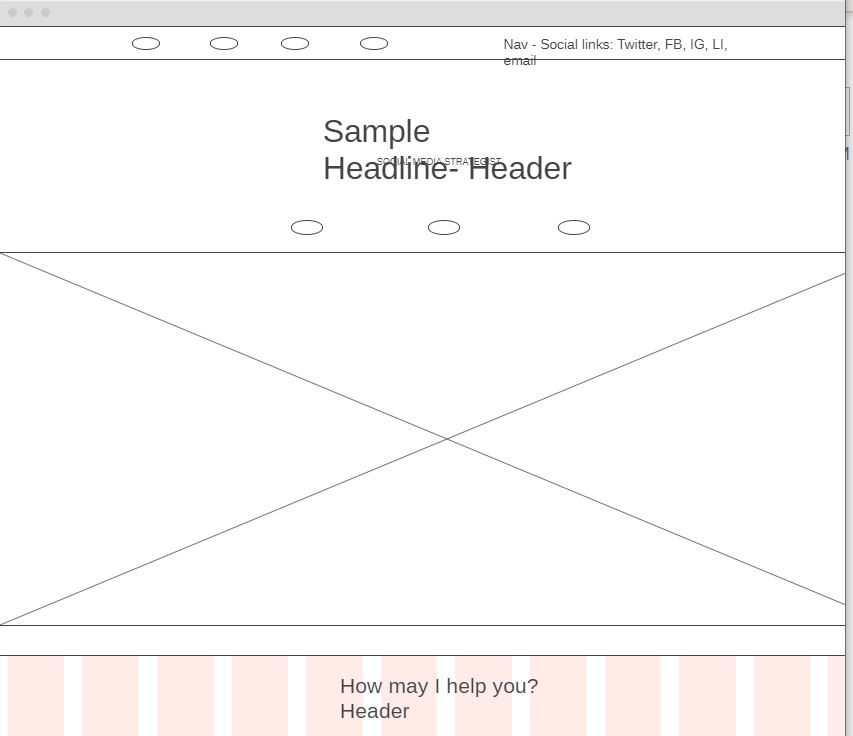 Nav - Social links: Twitter, FB, IG, LI,
email
Sample
SOCIAL MEDIA STRATEGIST
Headline- Header
How may I help you?
Header